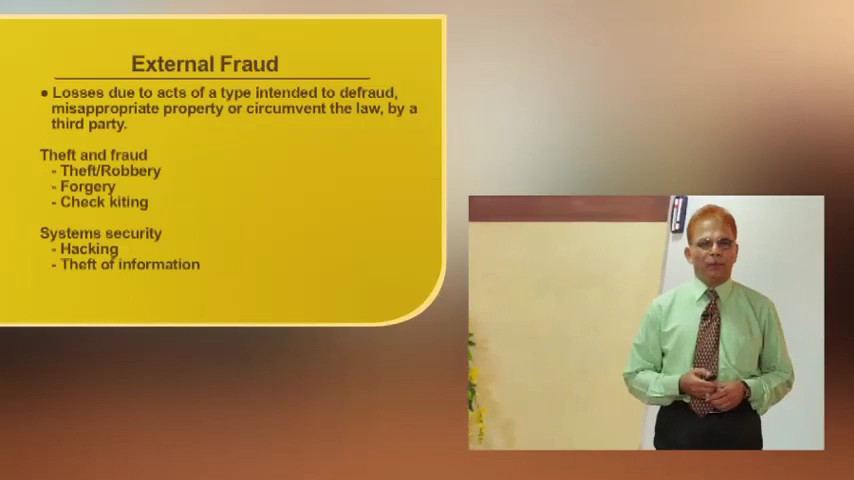 External Fraud
● Losses due to acts of a type intended to defraud,
misappropriate property or circumvent the law, by a
third party.
Theft and fraud
- Theft/Robbery
- Forgery
- Check kiting
Systems security
- Hacking
- Theft of information